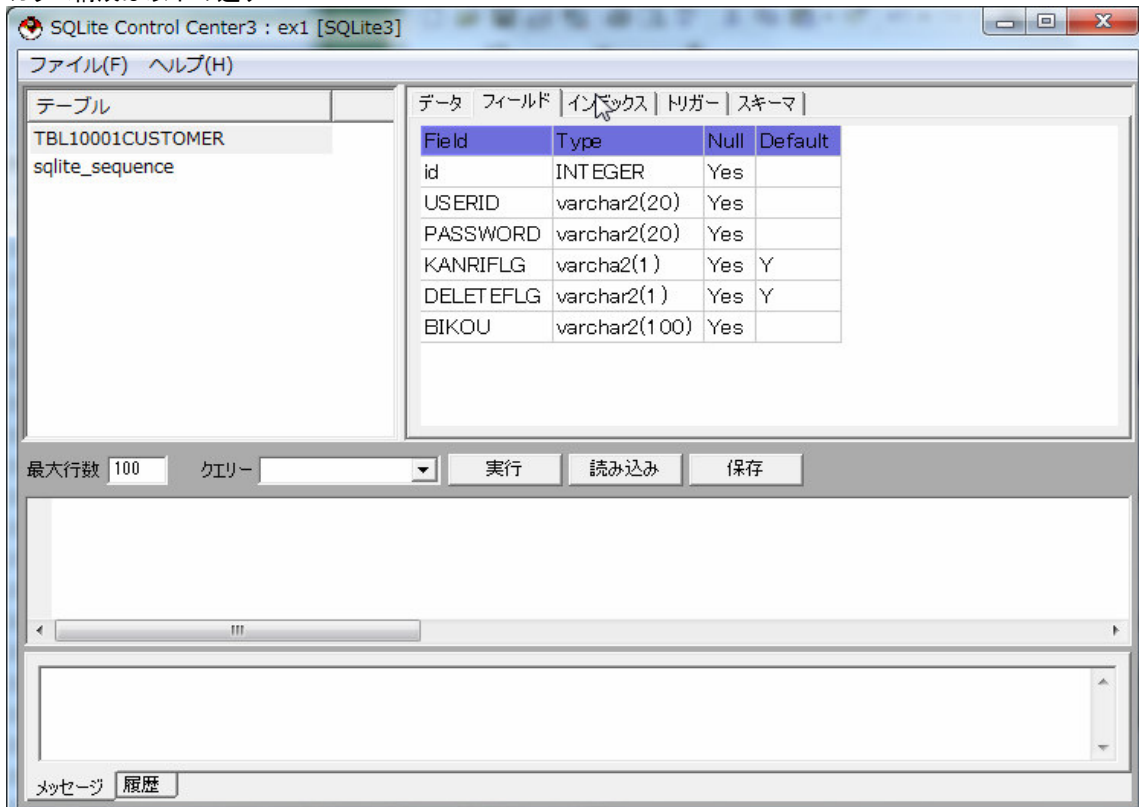 SQLite Control Center3 : ex1 [SQLite3]
ファイル(F) ヘルプ(H)
テーブル
TBL10001CUSTOMER
sqlite_sequence
データ フィールド インデックス トリガー スキーマ
Field Type Null Default
id INTEGER Yes
USERID varchar2(20) Yes
PASSWORD varchar2(20) Yes
KANRIFLG varcha2(1) Yes Y
DELETEFLG varchar2(1) Yes Y
BIKOU varchar2(100) Yes
最大行数 100 クエリー 実行 読み込み 保存
メッセージ 履歴